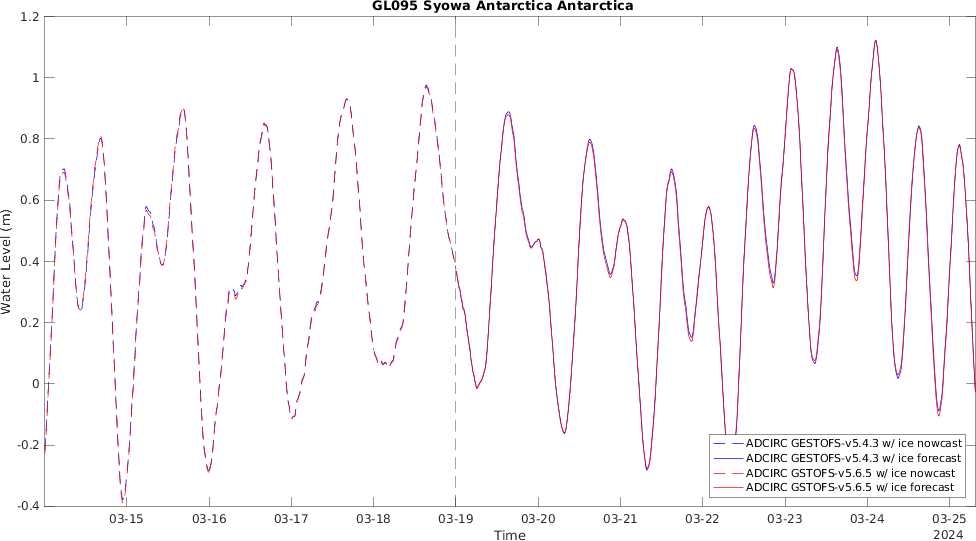 GL095 Syowa Antarctica Antarctica
1.2
1
0.8
0.6
0.4
0.2
0
-0.2
-0.4
Water Level (m)
ADCIRC GESTOFS-v5.4.3 w/ ice nowcast
ADCIRC GESTOFS-v5.4.3 w/ ice forecast
ADCIRC GSTOFS-v5.6.5 w/ ice nowcast
ADCIRC GSTOFS-v5.6.5 w/ ice forecast
03-15 03-16 03-17 03-18 03-19 03-20 03-21 03-22 03-23 03-24 03-25
2024
Time